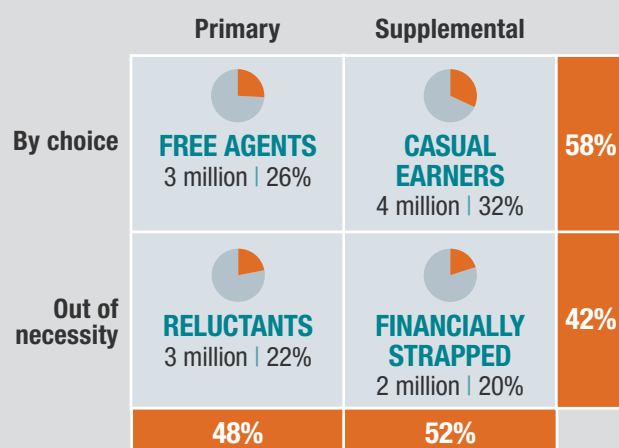 Primary Supplemental
By choice
FREE AGENTS
3 million | 26%
CASUAL
EARNERS
4 million | 32%
58%
Out of
necessity
RELUCTANTS
3 million | 22%
FINANCIALLY
STRAPPED
2 million | 20%
42%
48% 52%